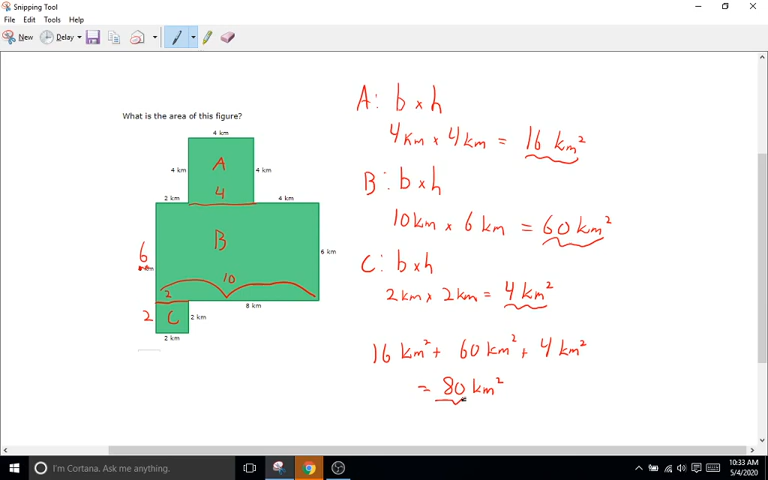 Snipping Tool
File Edit Tools Help
New Delay
What is the area of this figure?
4 km
4 km A 4 km
4
2 km 4 km
B
6 6 km
10
2
8 km
2 C 2 km
2 km
A: b x h
4 Km x 4 km = 16 km²
B: b x h
10 km x 6 km = 60 km²
C: b x h
2 km x 2 km = 4 km²
16 km² + 60 km² + 4 km²
= 80 km²
I'm Cortana. Ask me anything.
10:33 AM
5/4/2020